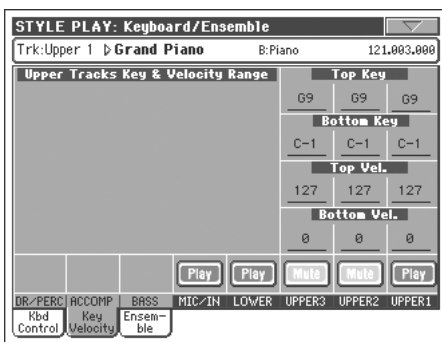 STYLE PLAY: Keyboard/Ensemble
Trk:Upper 1 ▷Grand Piano B:Piano 121.003.000
Upper Tracks Key & Velocity Range
Top Key
G9 G9 G9
Bottom Key
C-1 C-1 C-1
Top Vel.
127 127 127
Bottom Vel.
0 0 0
Play Play Mute Mute Play
DR/PERC ACCOMP BASS MIC/IN LOWER UPPER3 UPPER2 UPPER1
Kbd Control
Key Velocity
Ensem-ble